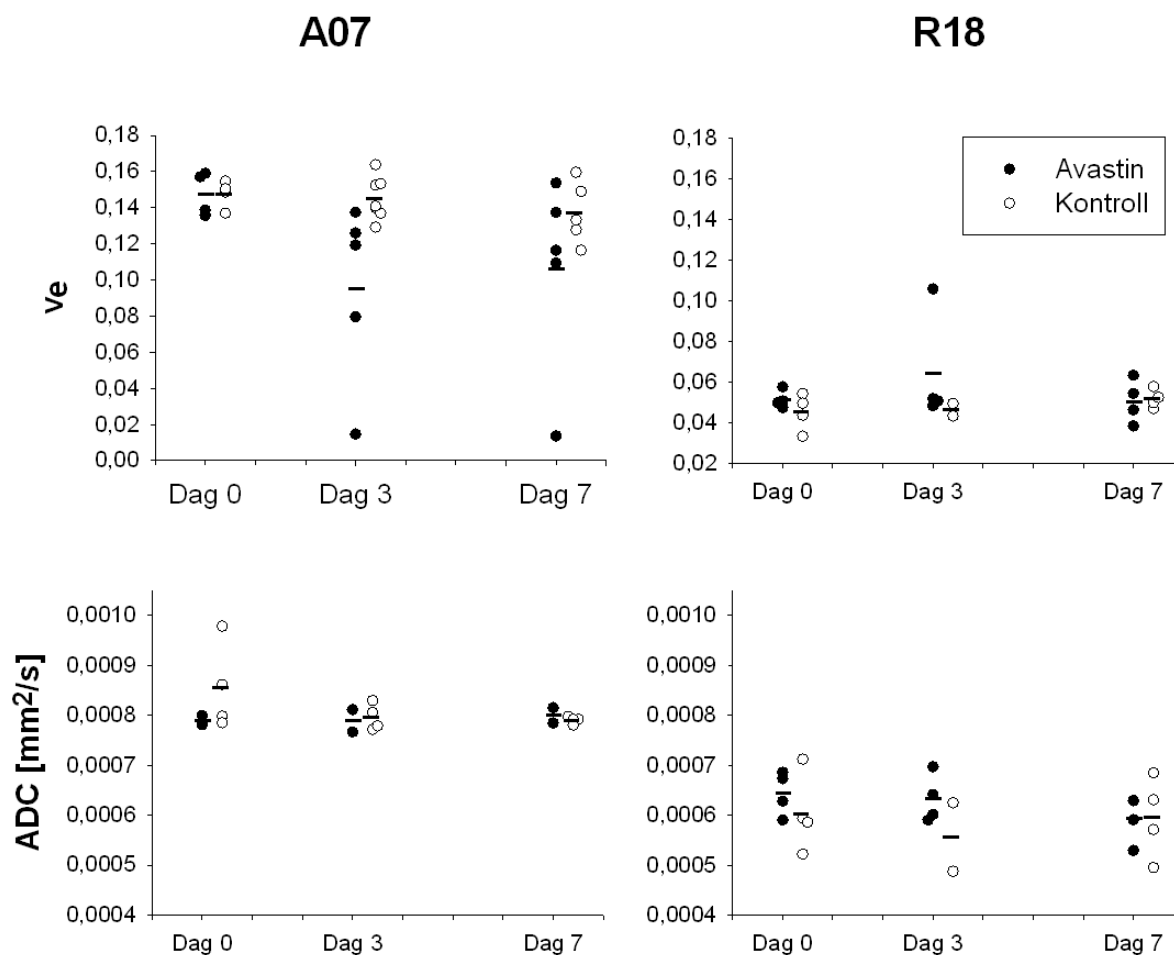 A07
R18
Ve
0,18
0,16
0,14
0,12
0,10
0,08
0,06
0,04
0,02
0,00
Dag 0
Dag 3
Dag 7
0,18
0,16
0,14
0,12
0,10
0,08
0,06
0,04
0,02
Dag 0
Dag 3
Dag 7
Avastin
Kontroll
ADC [mm²/s]
0,0010
0,0009
0,0008
0,0007
0,0006
0,0005
0,0004
Dag 0
Dag 3
Dag 7
0,0010
0,0009
0,0008
0,0007
0,0006
0,0005
0,0004
Dag 0
Dag 3
Dag 7